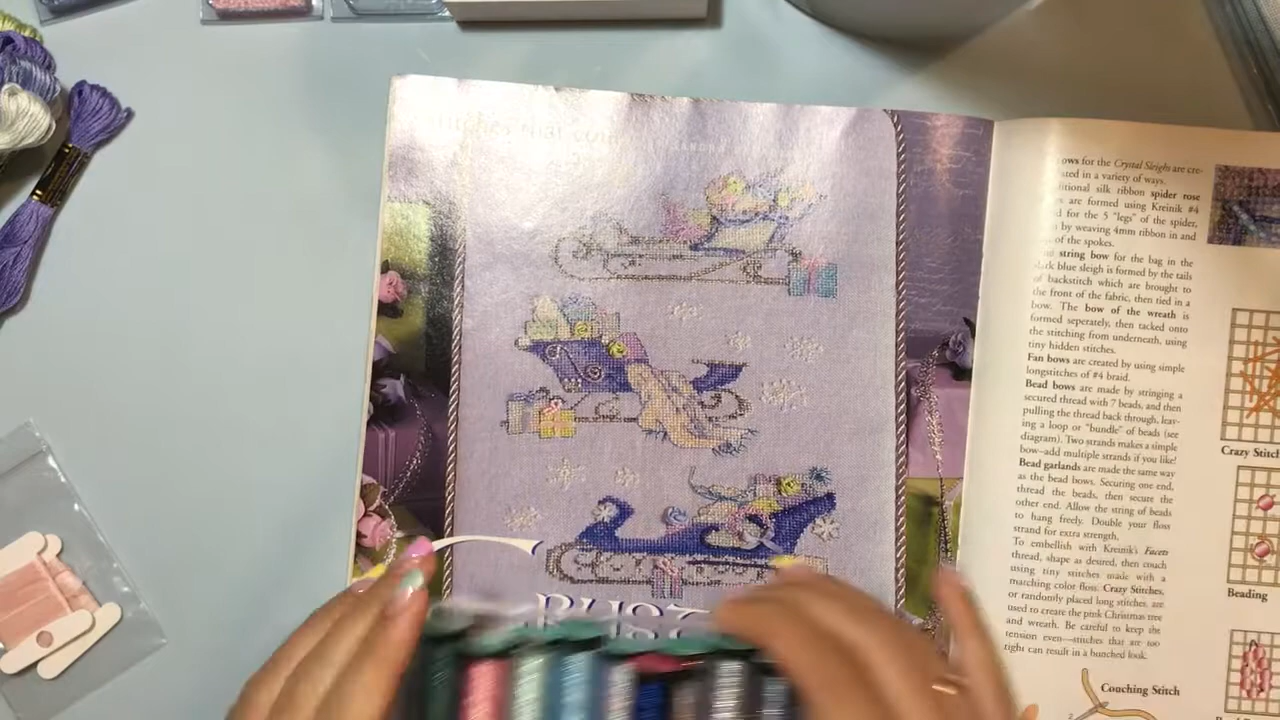 stitches that
ows for the Crystal Sleighs are cre-
ated in a variety of ways.
itional silk ribbon spider rose
s are formed using Kreinik #4
d for the 5 "legs" of the spider,
by weaving 4mm ribbon in and
of the spokes.
string bow for the bag in the
dark blue sleigh is formed by the tails
of backstitch which are brought to
the front of the fabric, then tied in a
bow. The bow of the wreath is
formed seperately, then tacked onto
the stitching from underneath, using
tiny hidden stitches.
Fan bows are created by using simple
longstitches of #4 braid.
Bead bows are made by stringing a
secured thread with 7 beads, and then
pulling the thread back through, leav-
ing a loop or "bundle" of beads (see
diagram). Two strands makes a simple
bow–add multiple strands if you like!
Bead garlands are made the same way
as the bead bows. Securing one end,
thread the beads, then secure the
other end. Allow the string of beads
to hang freely. Double your floss
strand for extra strength.
To embellish with Kreinik's Facets
thread, shape as desired, then couch
using tiny stitches made with a
matching color floss. Crazy Stitches,
or randomly placed long stitches, are
used to create the pink Christmas tree
and wreath. Be careful to keep the
tension even—stitches that are too
tight can result in a bunched look.
Crazy Stitch
Beading
Couching Stitch
2